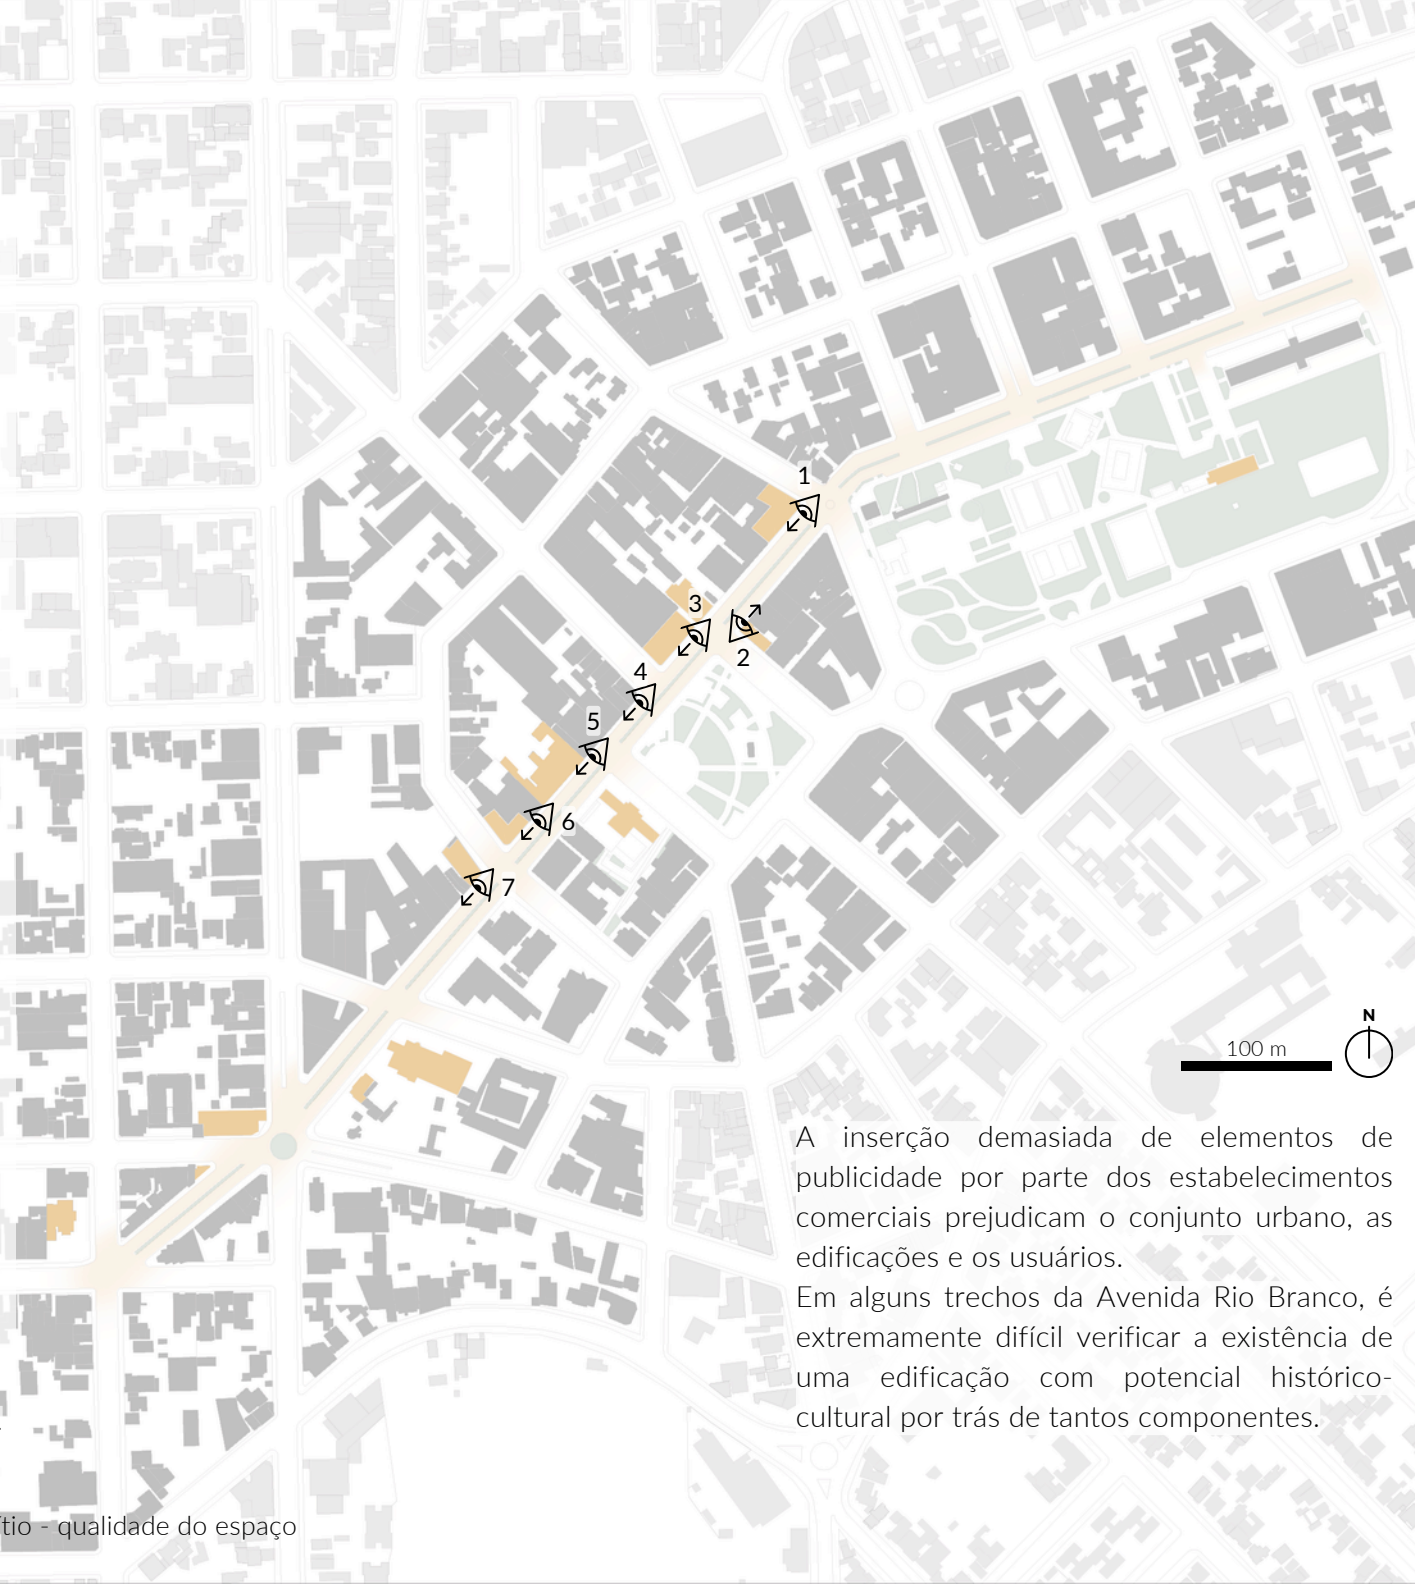 1
3
2
4
5
6
7
N
100 m
A inserção demasiada de elementos de
publicidade por parte dos estabelecimentos
comerciais prejudicam o conjunto urbano, as
edificações e os usuários.
Em alguns trechos da Avenida Rio Branco, é
extremamente difícil verificar a existência de
uma edificação com potencial histórico-
cultural por trás de tantos componentes.
ítio - qualidade do espaço